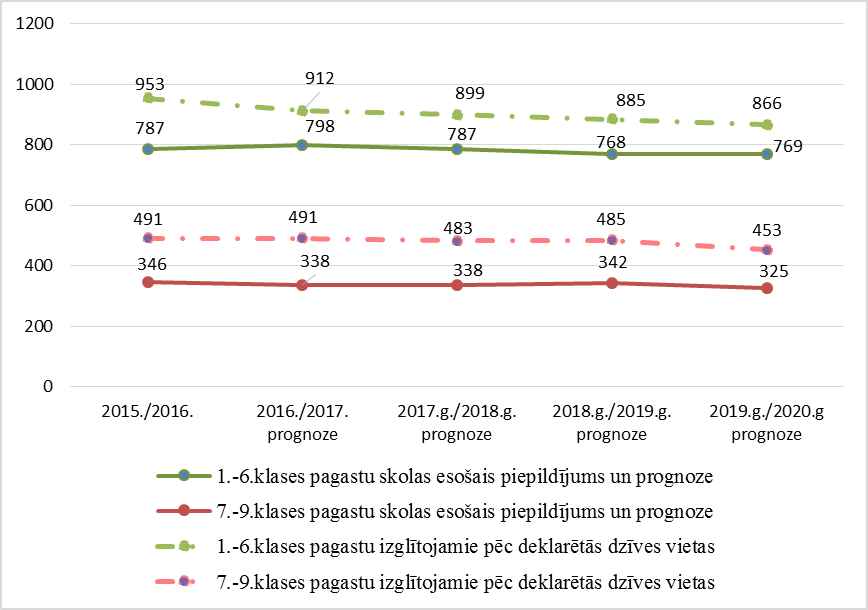 1200
1000
800
600
400
200
0
953
912
899
885
866
787
798
787
768
769
491
491
483
485
453
346
338
338
342
325
2015./2016.
2016./2017.
prognoze
2017.g./2018.g.
prognoze
2018.g./2019.g.
prognoze
2019.g./2020.g
prognoze
1.-6.klases pagastu skolas esošais piepildījums un prognoze
7.-9.klases pagastu skolas esošais piepildījums un prognoze
1.-6.klases pagastu izglītojamie pēc deklarētās dzīves vietas
7.-9.klases pagastu izglītojamie pēc deklarētās dzīves vietas